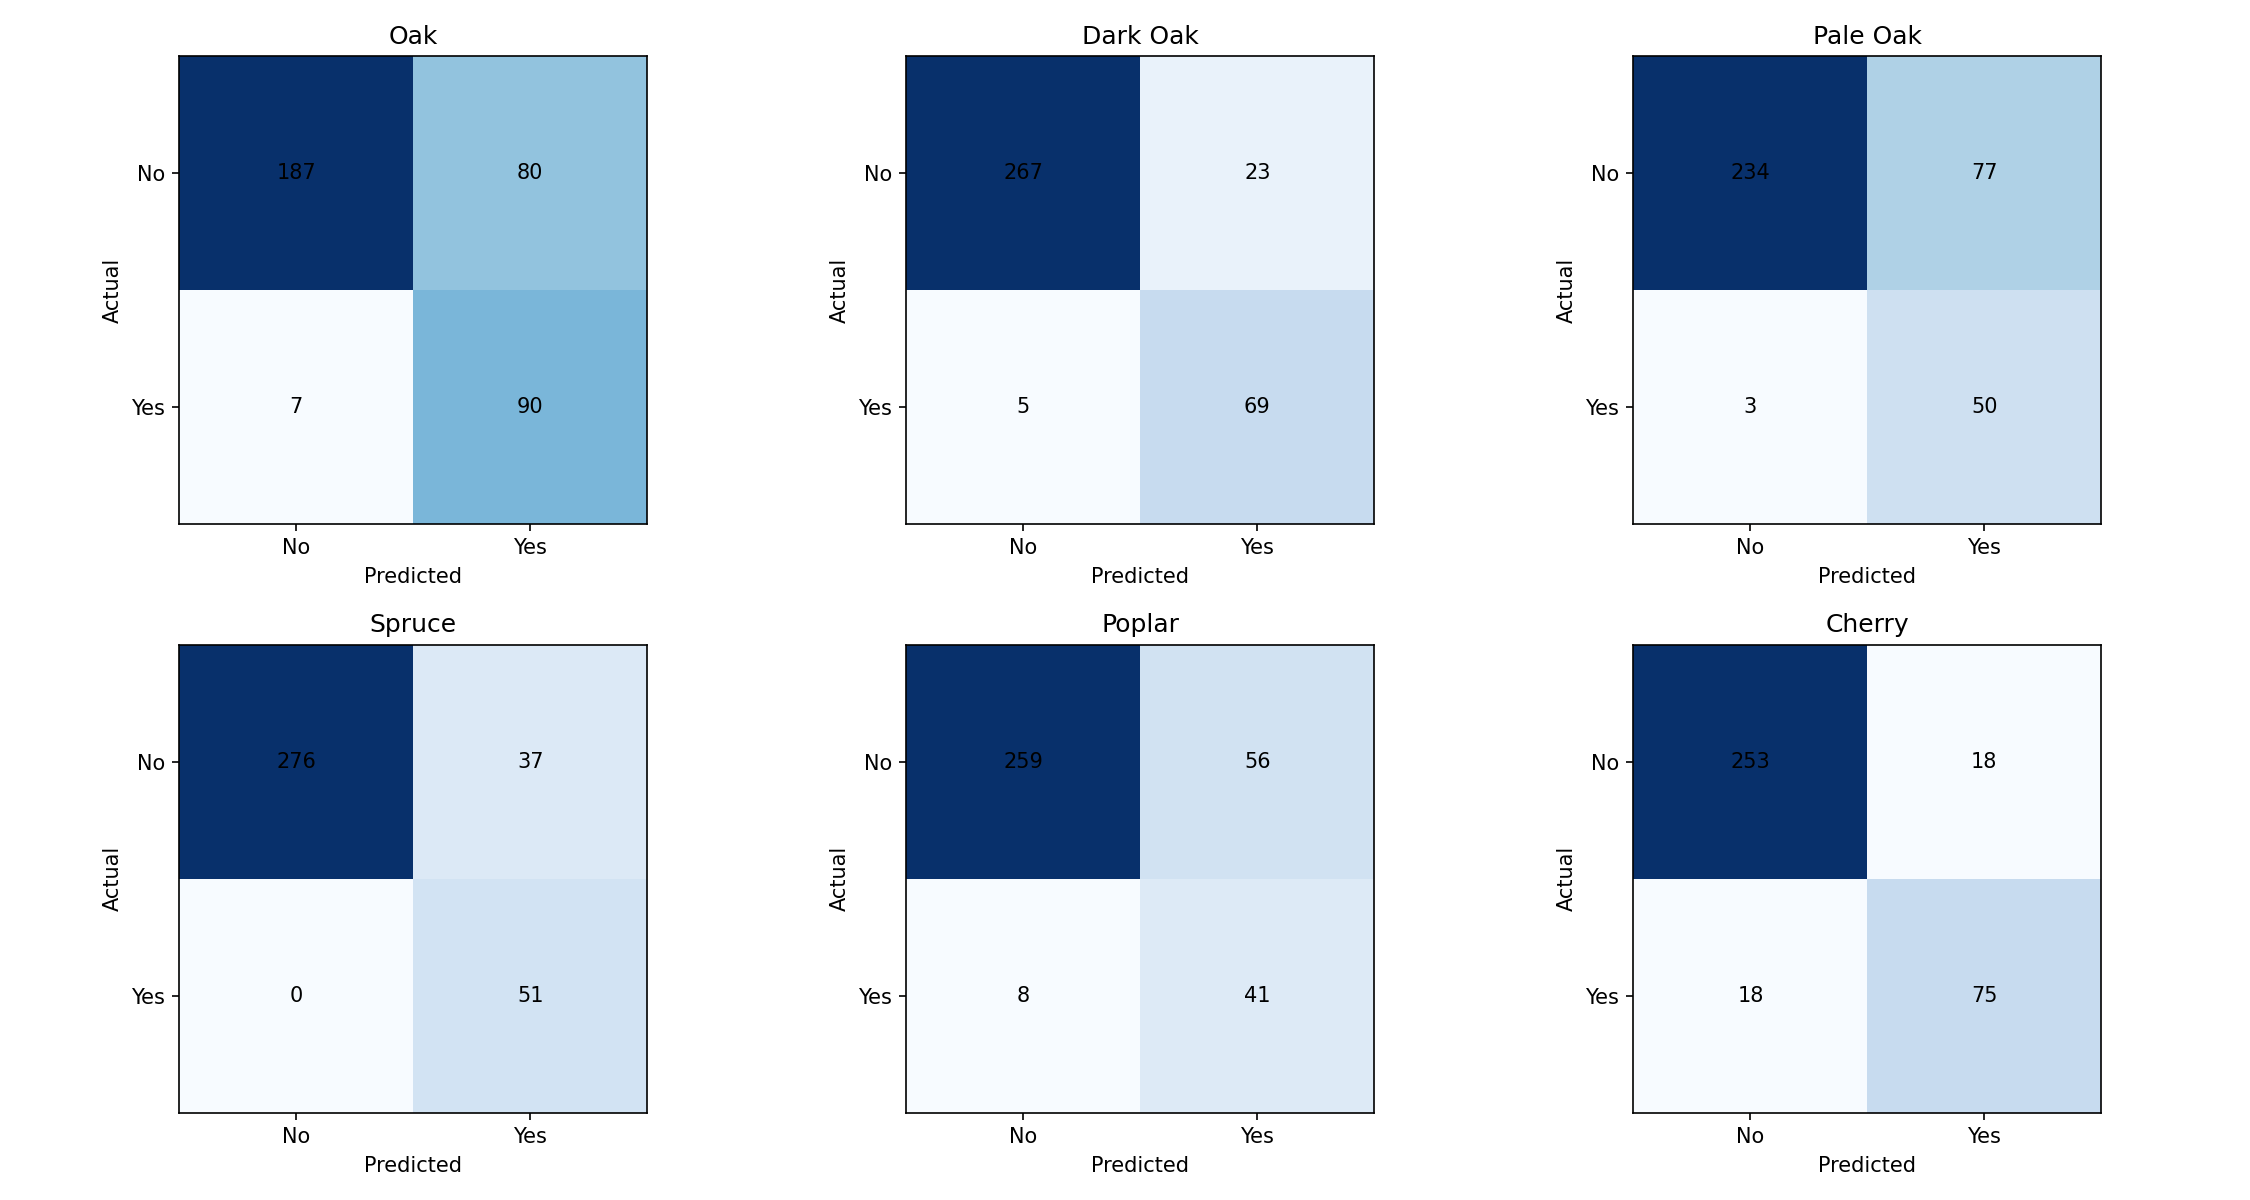 Oak
No
187
80
Yes
7
90
Actual
No
Yes
Predicted
Dark Oak
No
267
23
Yes
5
69
Actual
No
Yes
Predicted
Pale Oak
No
234
77
Yes
3
50
Actual
No
Yes
Predicted
Spruce
No
276
37
Yes
0
51
Actual
No
Yes
Predicted
Poplar
No
259
56
Yes
8
41
Actual
No
Yes
Predicted
Cherry
No
253
18
Yes
18
75
Actual
No
Yes
Predicted